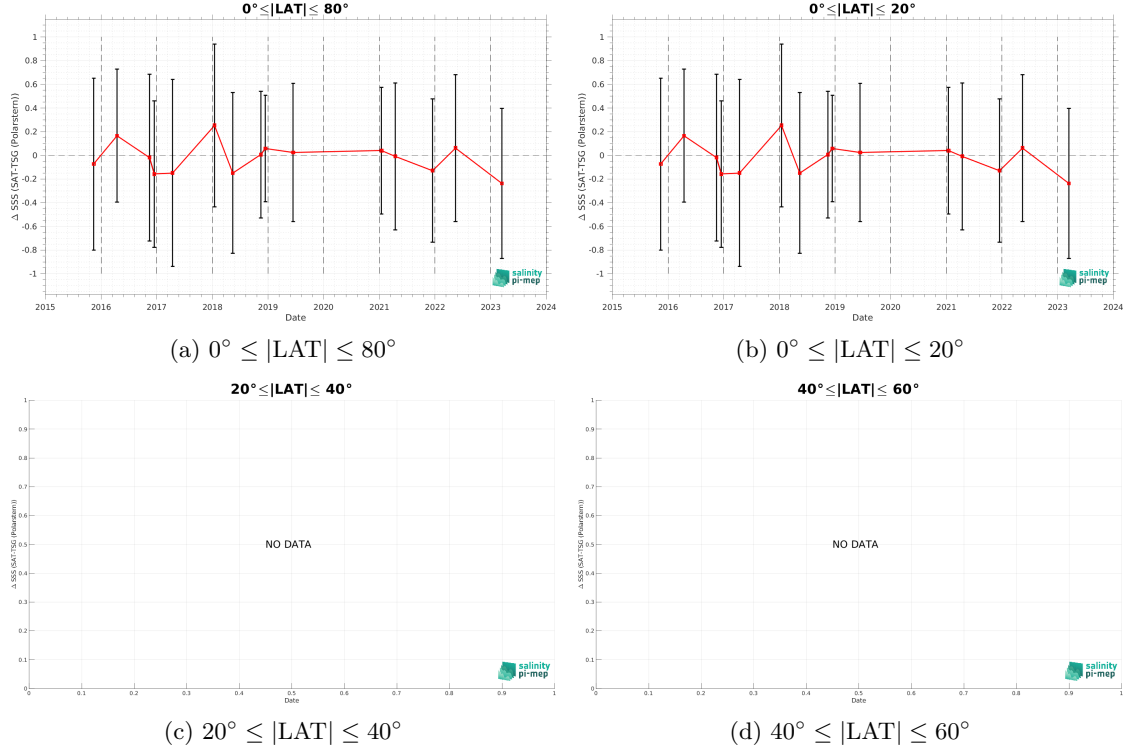 0°≤|LAT|≤ 80°
Δ SSS (SAT-TSG (Polarstern))
1
0.8
0.6
0.4
0.2
0
-0.2
-0.4
-0.6
-0.8
-1
2015 2016 2017 2018 2019 2020 2021 2022 2023 2024
Date
salinity
pi-mep
(a) 0° ≤ |LAT| ≤ 80°
0°≤|LAT|≤ 20°
Δ SSS (SAT-TSG (Polarstern))
1
0.8
0.6
0.4
0.2
0
-0.2
-0.4
-0.6
-0.8
-1
2015 2016 2017 2018 2019 2020 2021 2022 2023 2024
Date
salinity
pi-mep
(b) 0° ≤ |LAT| ≤ 20°
20°≤|LAT|≤ 40°
Δ SSS (SAT-TSG (Polarstern))
1
0.9
0.8
0.7
0.6
0.5
0.4
0.3
0.2
0.1
0
NO DATA
0 0.1 0.2 0.3 0.4 0.5 0.6 0.7 0.8 0.9 1
Date
salinity
pi-mep
(c) 20° ≤ |LAT| ≤ 40°
40°≤|LAT|≤ 60°
Δ SSS (SAT-TSG (Polarstern))
1
0.9
0.8
0.7
0.6
0.5
0.4
0.3
0.2
0.1
0
NO DATA
0 0.1 0.2 0.3 0.4 0.5 0.6 0.7 0.8 0.9 1
Date
salinity
pi-mep
(d) 40° ≤ |LAT| ≤ 60°